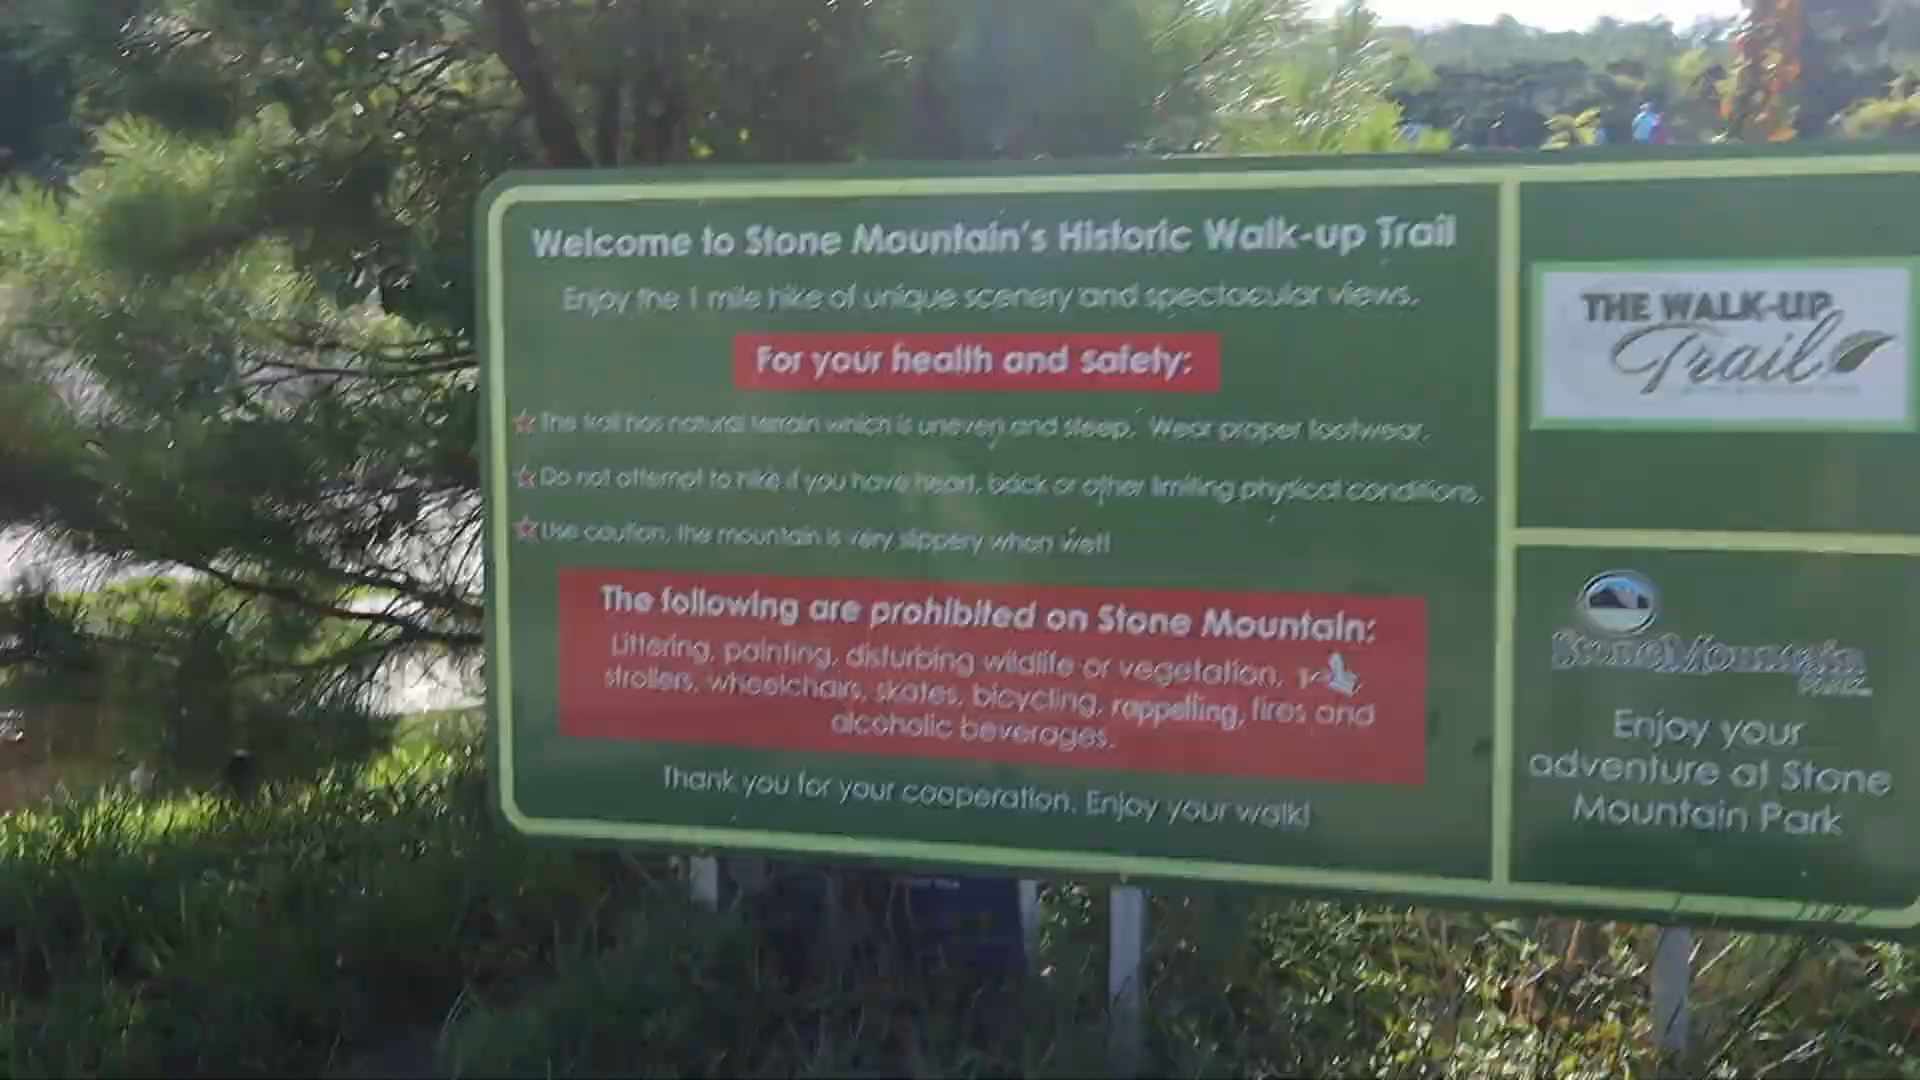 Welcome to Stone Mountain's Historic Walk-up Trail
Enjoy the 1 mile hike of unique scenery and spectacular views.
For your health and safety:
The trail has natural terrain which is uneven and steep. Wear proper footwear.
Do not attempt to hike if you have heart, back or other limiting physical conditions.
Use caution, the mountain is very slippery when wet!
The following are prohibited on Stone Mountain:
Littering, painting, disturbing wildlife or vegetation,
strollers, wheelchairs, skates, bicycling, rappelling, fires and
alcoholic beverages.
Thank you for your cooperation. Enjoy your walk!
THE WALK-UP
Trail
Stone Mountain
PARK
Enjoy your
adventure at Stone
Mountain Park